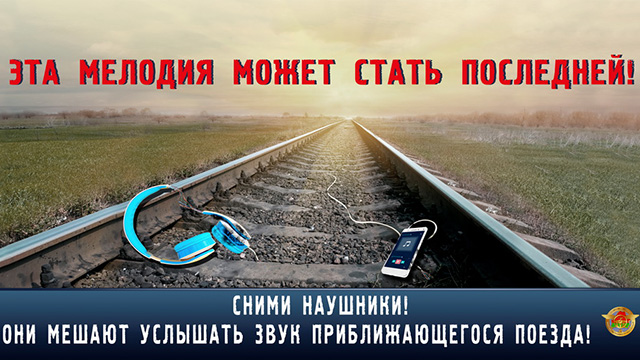 ЭТА МЕЛОДИЯ МОЖЕТ СТАТЬ ПОСЛЕДНЕЙ!
СНИМИ НАУШНИКИ!
ОНИ МЕШАЮТ УСЛЫШАТЬ ЗВУК ПРИБЛИЖАЮЩЕГОСЯ ПОЕЗДА!